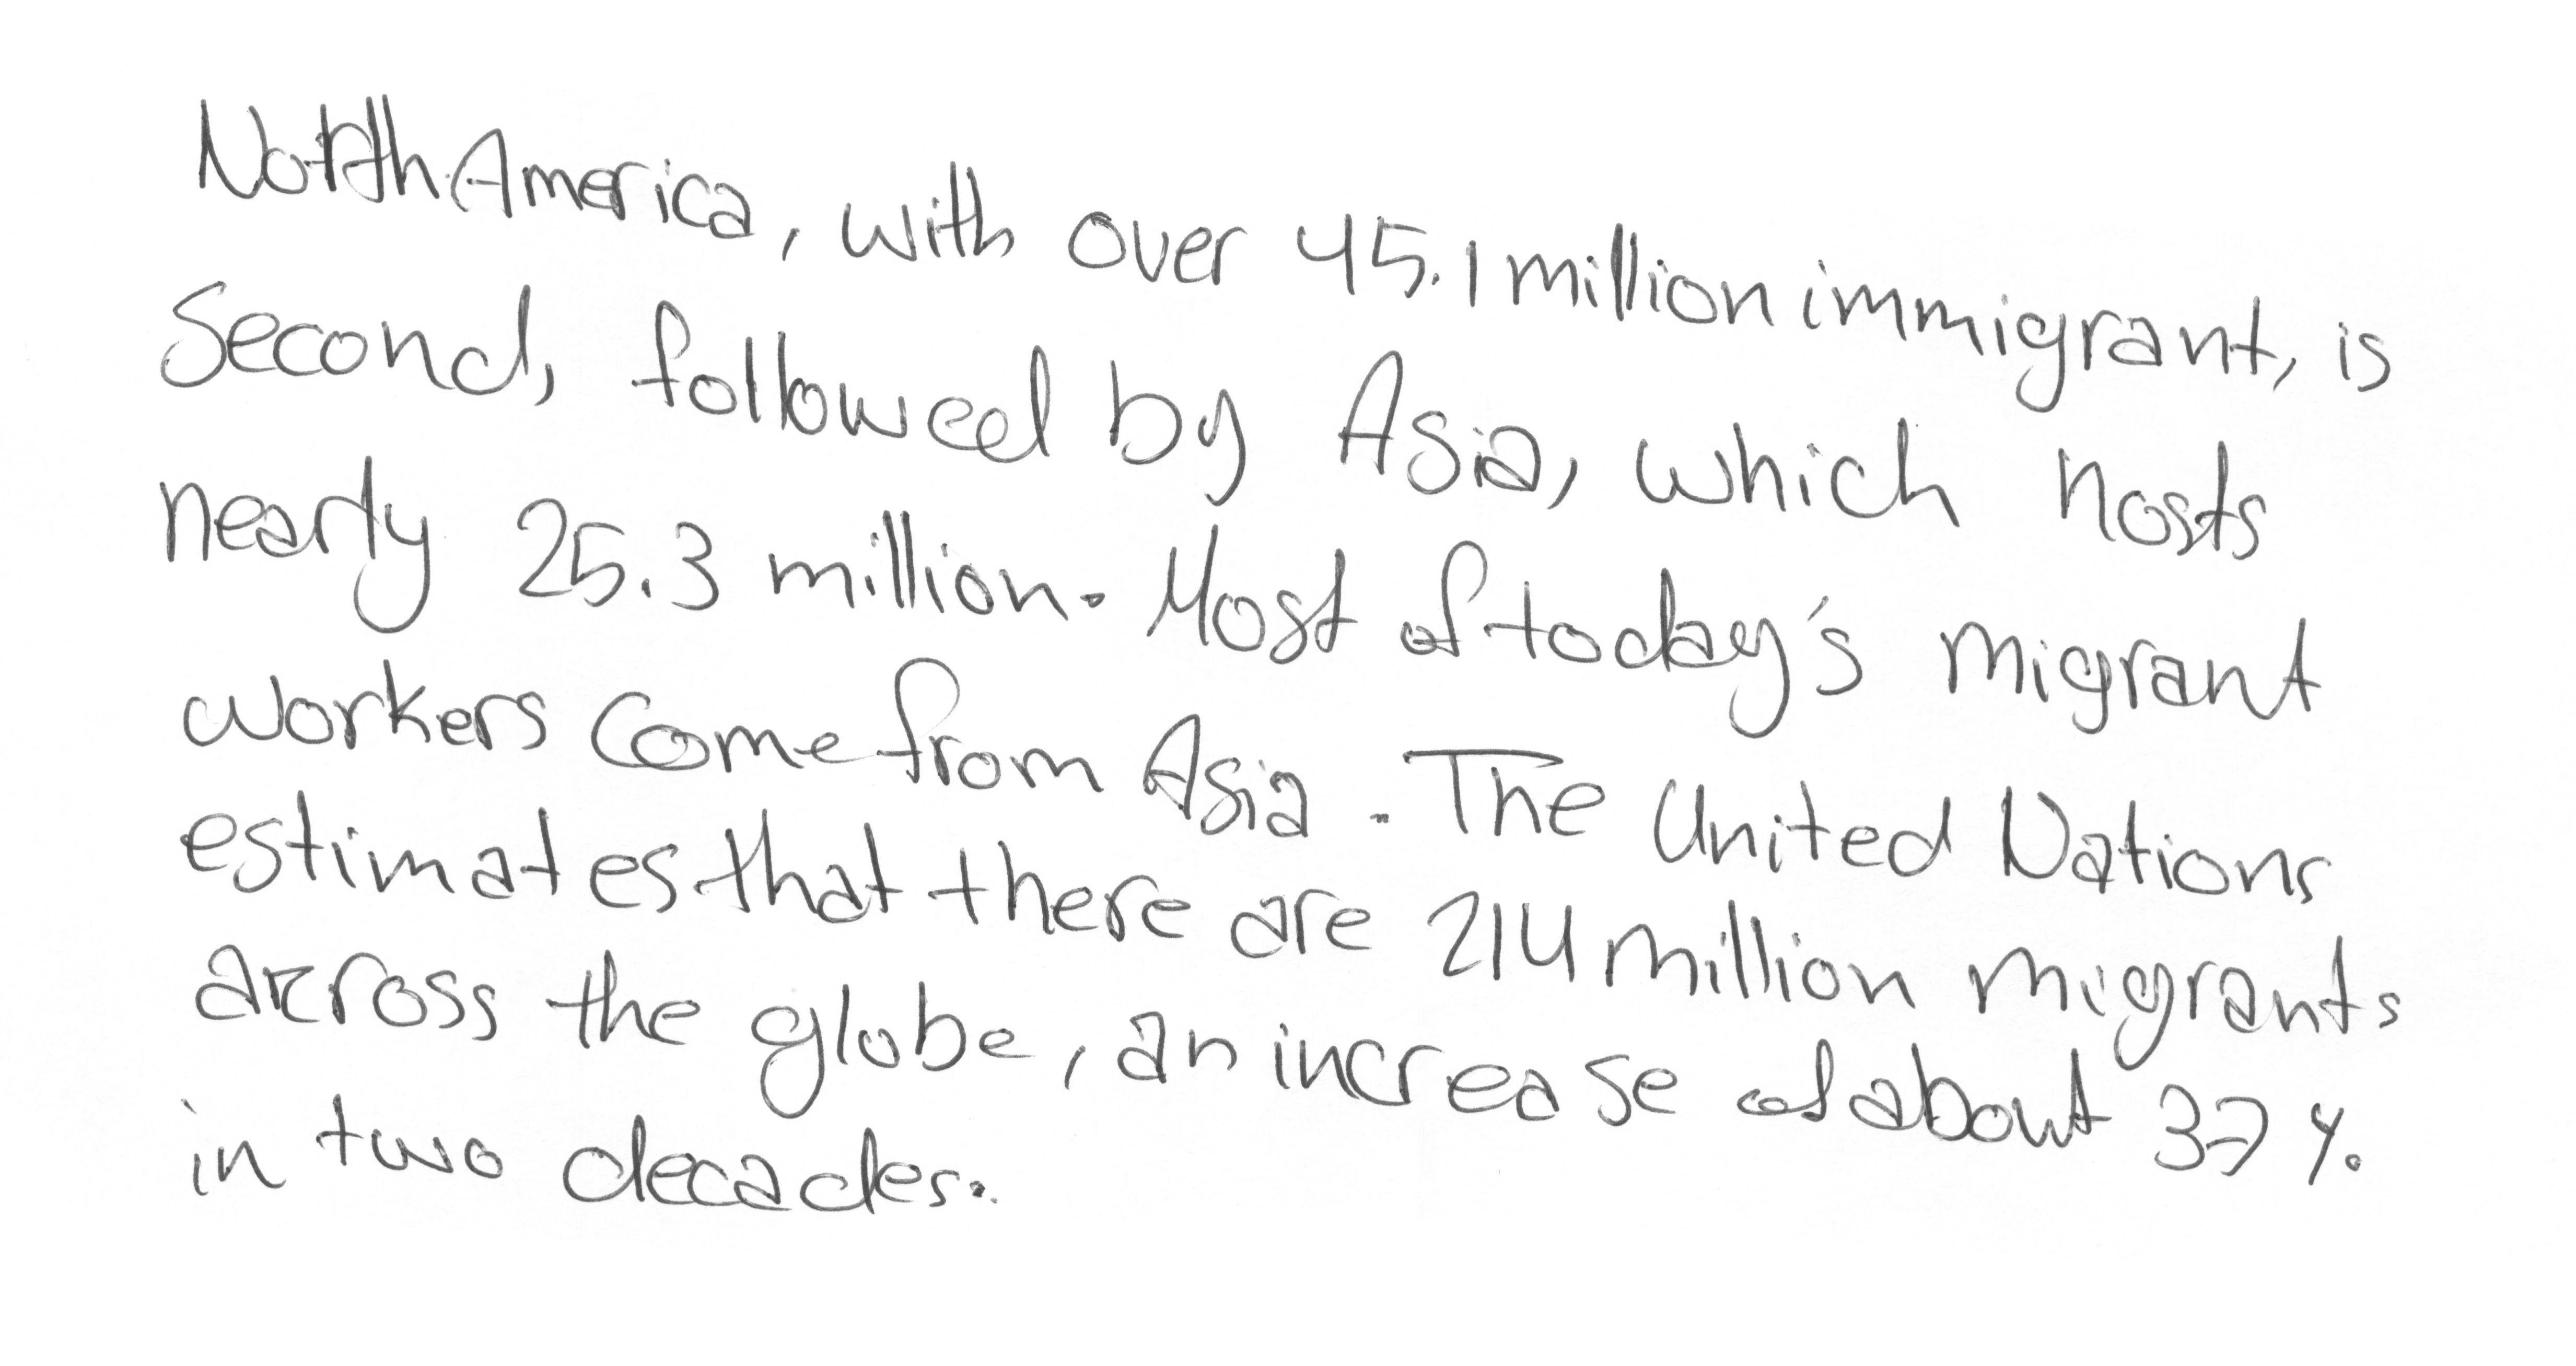 North America, with over 45.1 million immigrant, is
Second, followed by Asia, which hosts
nearly 25.3 million. Most of today's migrant
workers come from Asia. The United Nations
estimates that there are 214 million migrants
across the globe, an increase of about 37%.
in two decades.